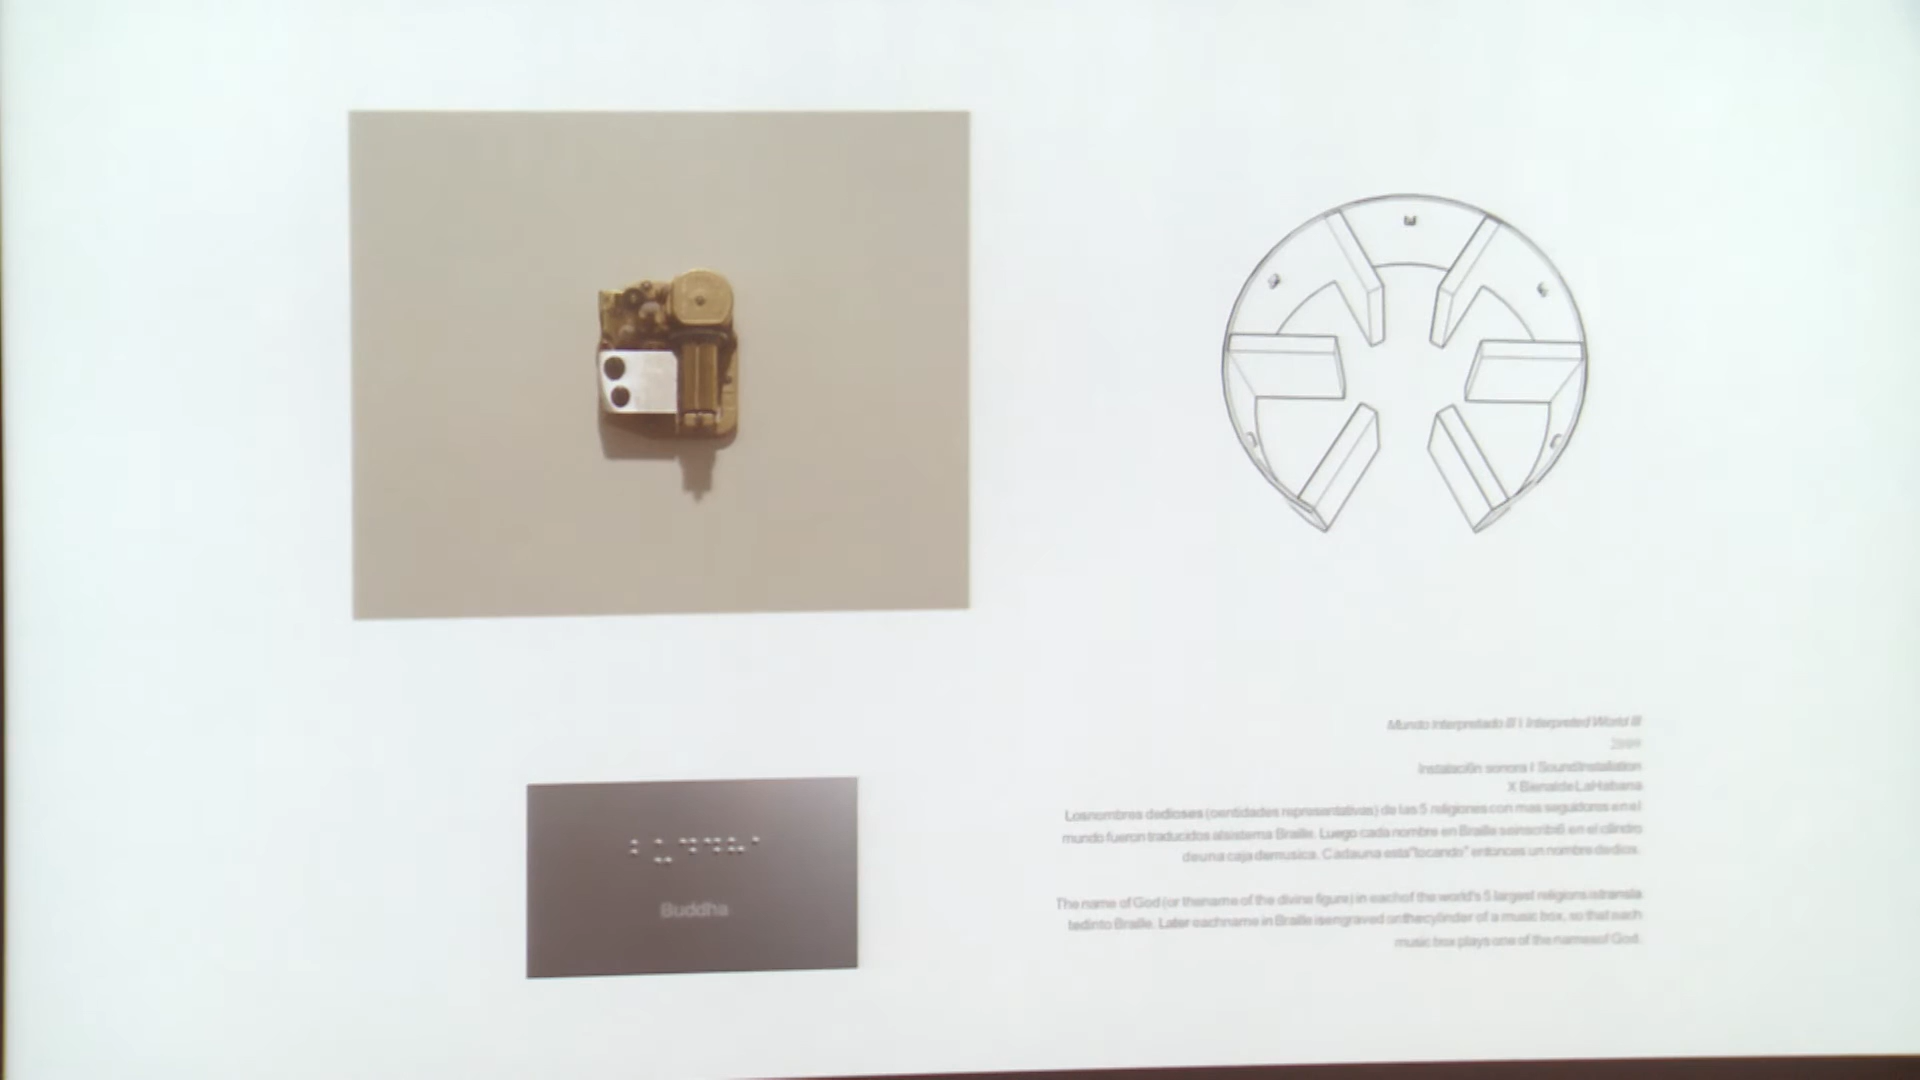 Buddha
Mundo Interpretado III | Interpreted World III
2009
Instalación sonora | Sound Installation
X Bienal de La Habana
Los nombres de dioses (o entidades representativas) de las 5 religiones con mas seguidores en el
mundo fueron traducidos al sistema Braille. Luego cada nombre en Braille se inscribió en el cilindro
de una caja de musica. Cada una esta "tocando" entonces un nombre de dios.
The name of God (or the name of the divine figure) in each of the world's 5 largest religions is transla
ted into Braille. Later each name in Braille is engraved on the cylinder of a music box, so that each
music box plays one of the names of God.